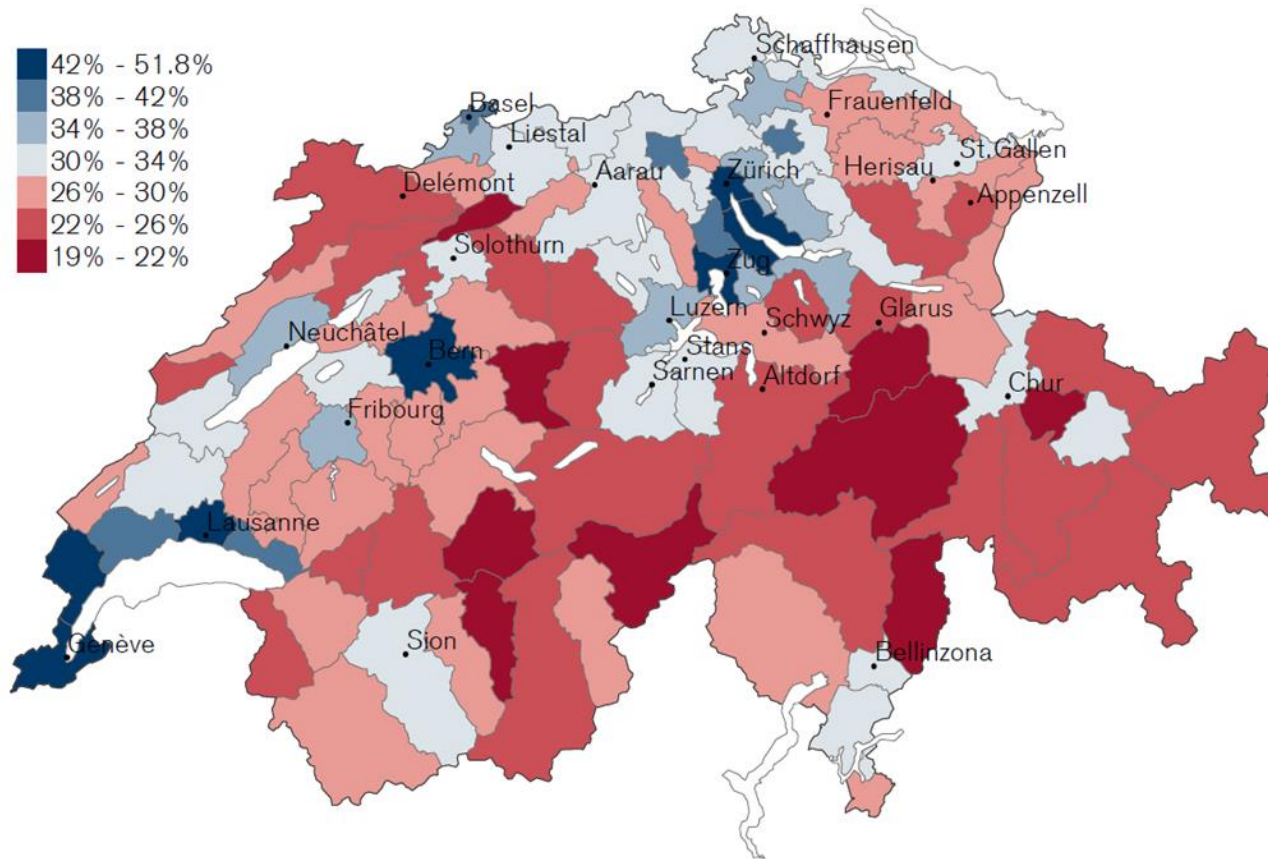 42% - 51.8%
38% - 42%
34% - 38%
30% - 34%
26% - 30%
22% - 26%
19% - 22%
Schaffhausen
Basel
Frauenfeld
Liestal
St.Gallen
Zürich
Herisau
Aarau
Delémont
Appenzell
Solothurn
Zug
Luzern
Glarus
Schwyz
Neuchâtel
Stans
Bern
Sarnen
Altdorf
Chur
Fribourg
Lausanne
Sion
Bellinzona
Genève